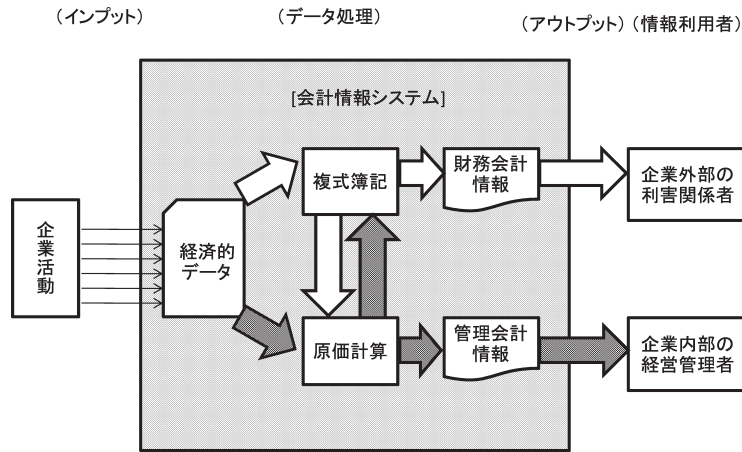 （インプット）
（データ処理）
（アウトプット）（情報利用者）
[会計情報システム]
企業活動
経済的
データ
複式簿記
財務会計
情報
企業外部の
利害関係者
原価計算
管理会計
情報
企業内部の
経営管理者